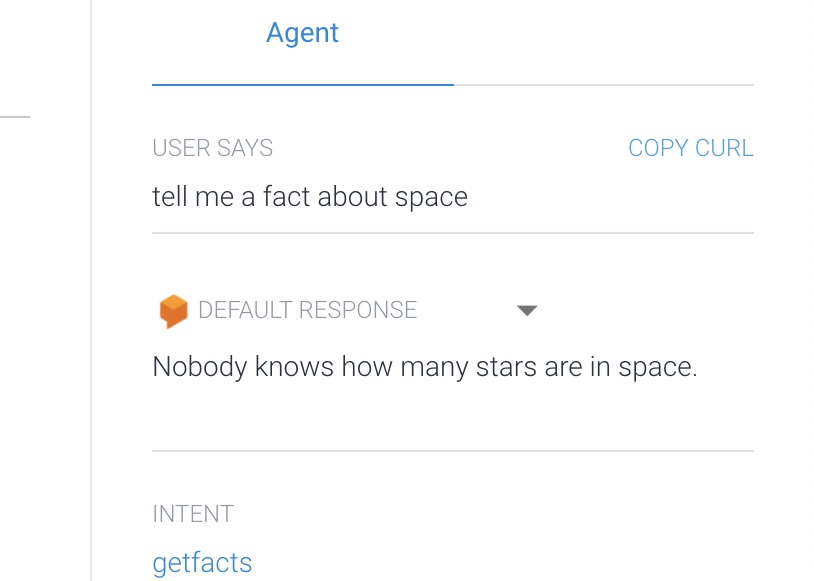 Agent
USER SAYS COPY CURL
tell me a fact about space
DEFAULT RESPONSE
Nobody knows how many stars are in space.
INTENT
getfacts